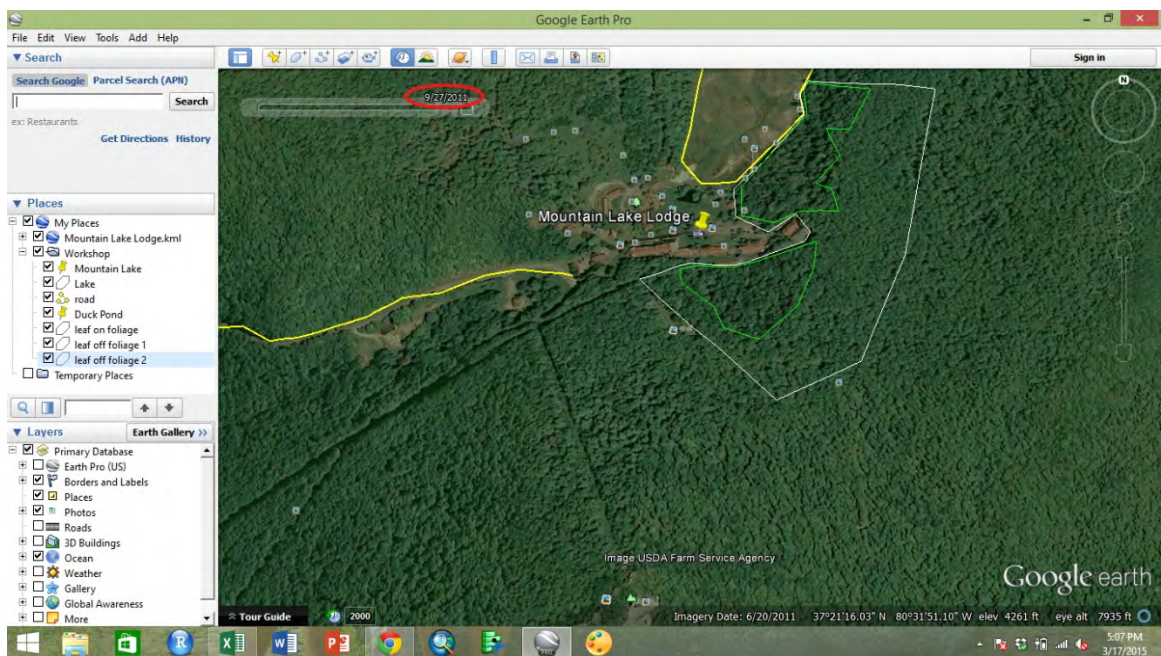 Google Earth Pro
File Edit View Tools Add Help
Search
Search Google Parcel Search (APN)
Search
ex: Restaurants
Get Directions History
Sign in
9/27/2011
N
Places
My Places
Mountain Lake Lodge.kml
Workshop
Mountain Lake
Lake
road
Duck Pond
leaf on foliage
leaf off foliage 1
leaf off foliage 2
Temporary Places
Layers
Earth Gallery >>
Primary Database
Earth Pro (US)
Borders and Labels
Places
Photos
Roads
3D Buildings
Ocean
Weather
Gallery
Global Awareness
More
Mountain Lake Lodge
Image USDA Farm Service Agency
Google earth
Tour Guide
2000
Imagery Date: 6/20/2011 37°21'16.03" N 80°31'51.10" W elev 4261 ft eye alt 7935 ft
5:07 PM
3/17/2015